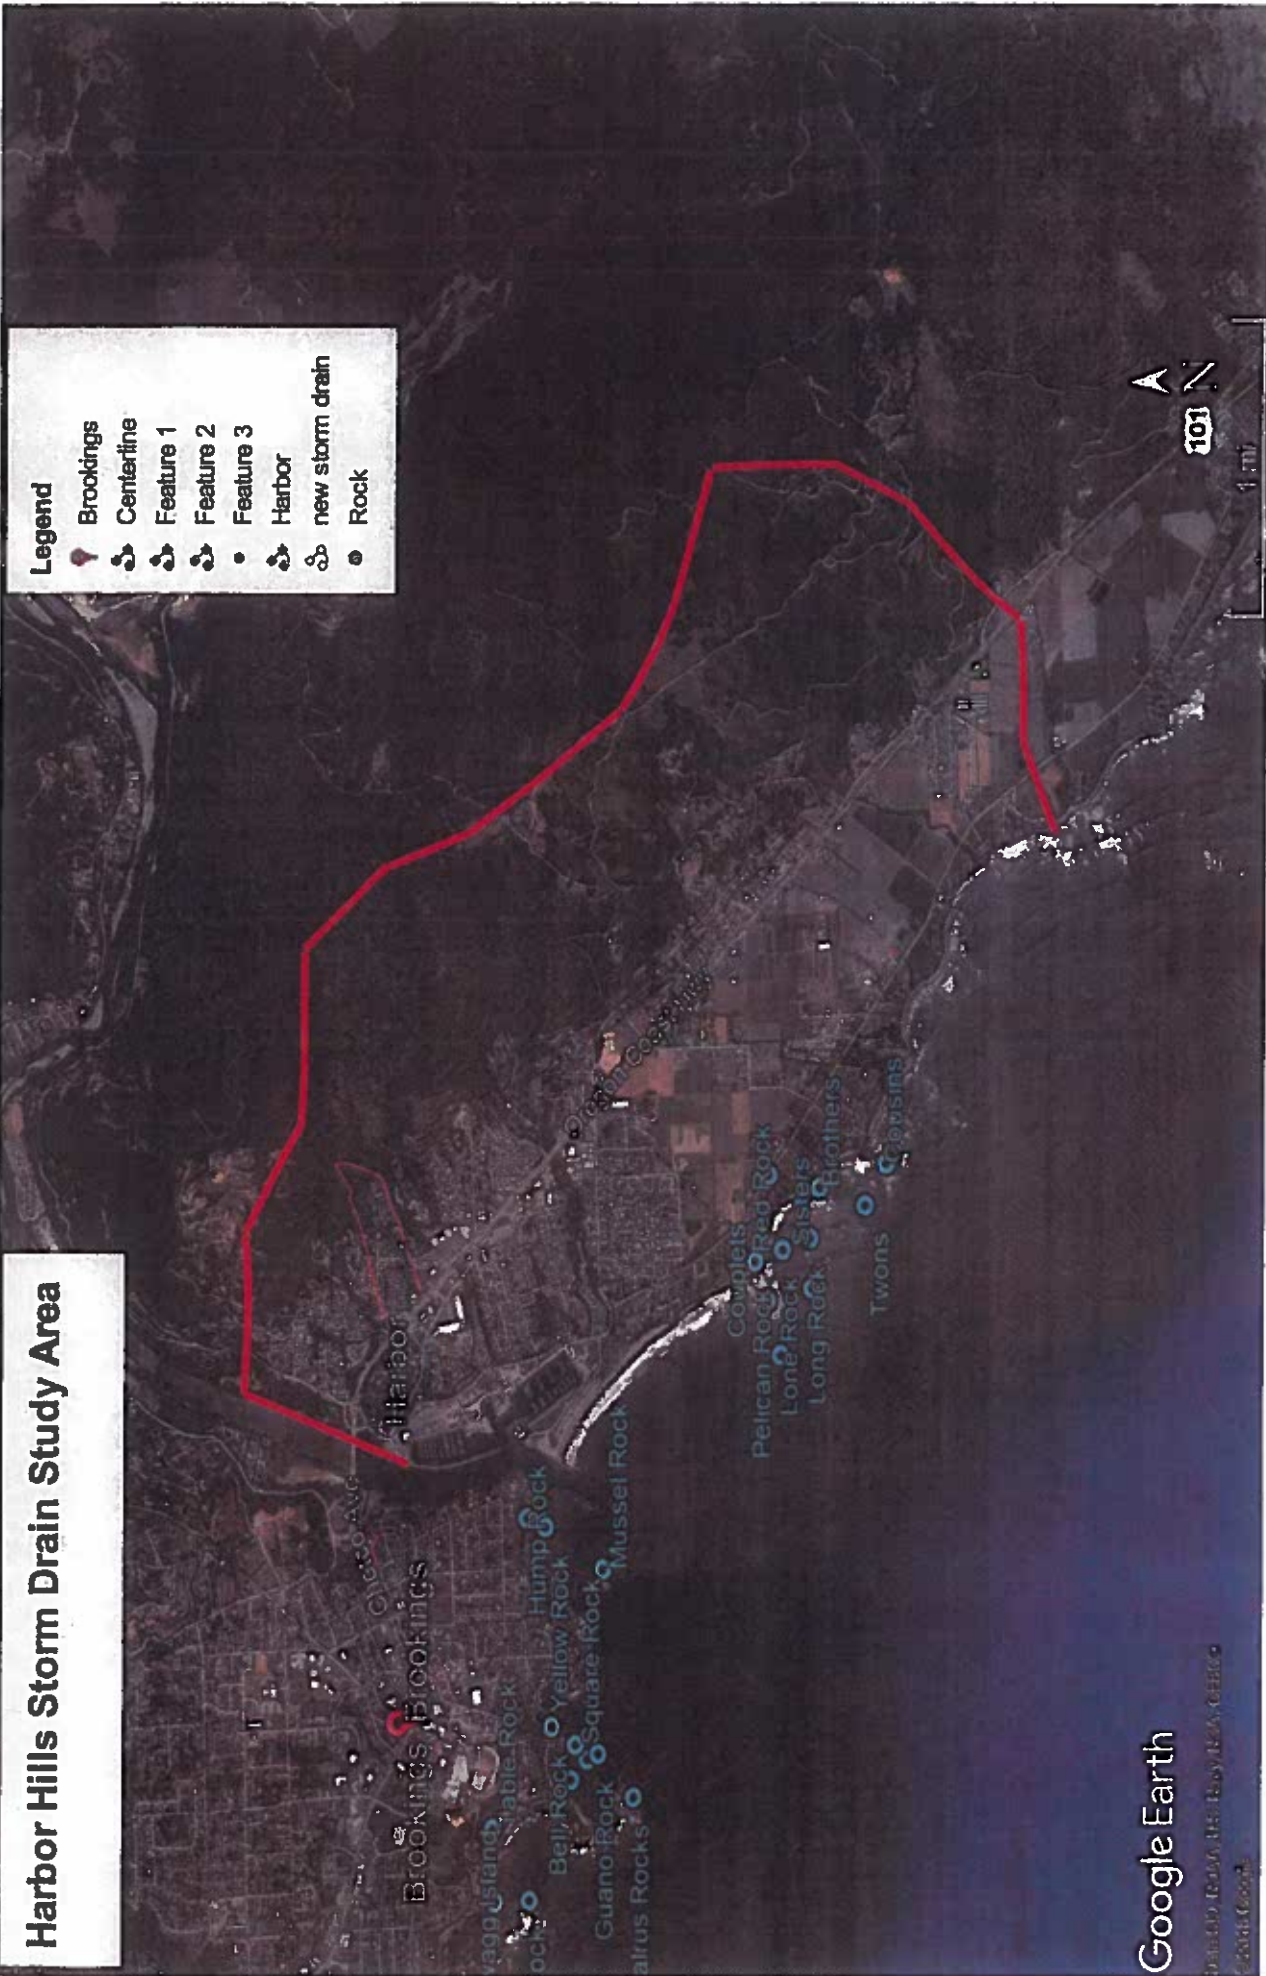 Harbor Hills Storm Drain Study Area
Legend
Brookings
Centerline
Feature 1
Feature 2
Feature 3
Harbor
new storm drain
Rock
Chetco Ave
Harbor
Oregon Coast Hwy
Brookings Brookings
Table Rock
Hump Rock
Yellow Rock
Bell Rock
Square Rock
Mussel Rock
Guano Rock
alrus Rocks
Couplets
Pelican Rock
Red Rock
Lone Rock
Sisters
Long Rock
Brothers
Twons
Cousins
Google Earth
101
N
1 mi